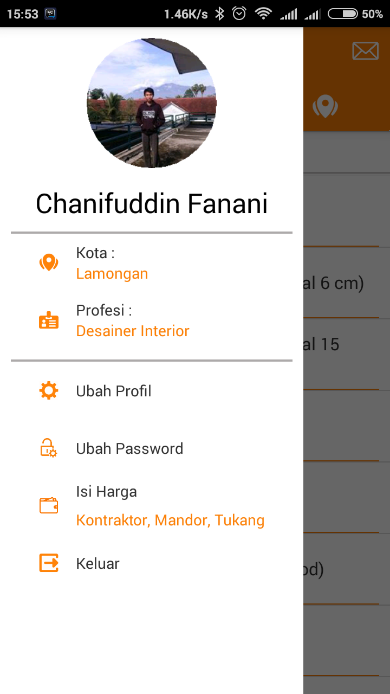 15:53
1.46K/s
50%
Chanifuddin Fanani
Kota :
Lamongan
Profesi :
Desainer Interior
al 6 cm)
al 15
Ubah Profil
Ubah Password
Isi Harga
Kontraktor, Mandor, Tukang
Keluar
od)